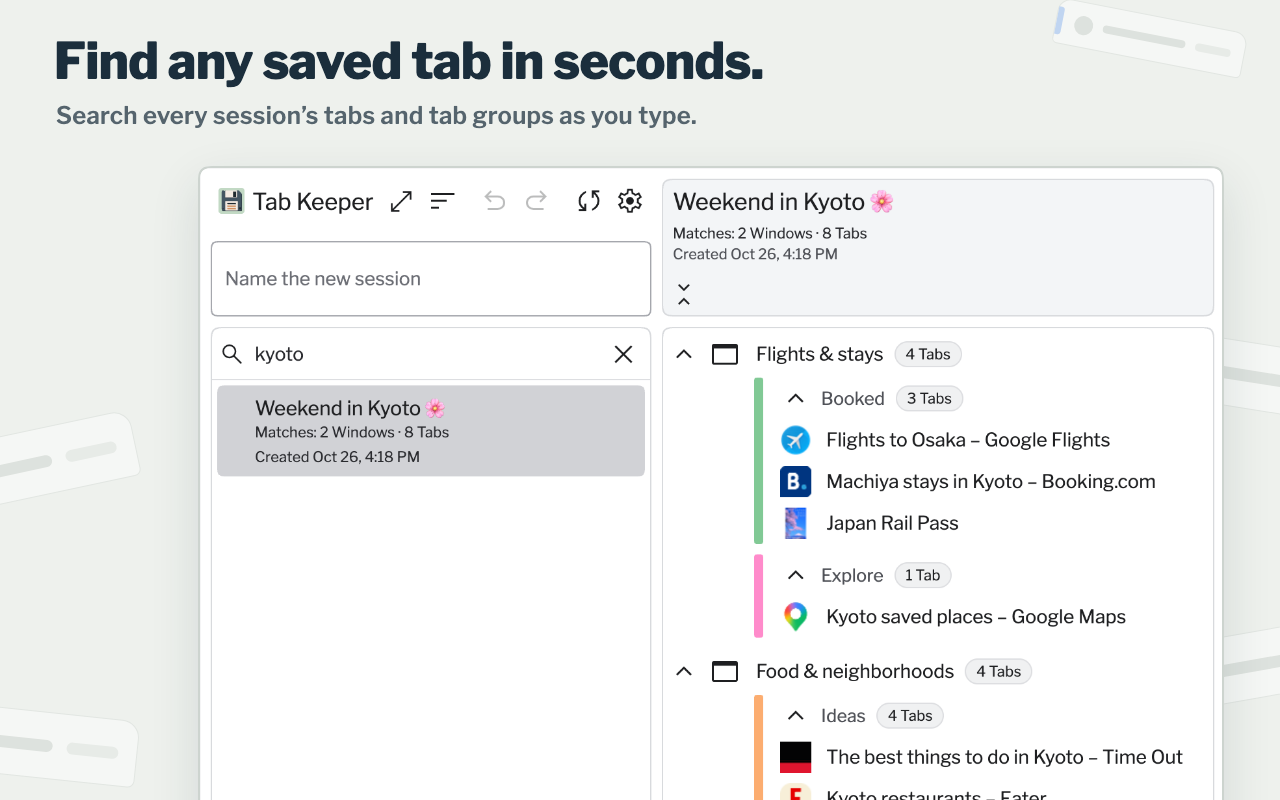 Find any saved tab in seconds.
Search every session’s tabs and tab groups as you type.
Tab Keeper
Name the new session
kyoto
Weekend in Kyoto 🌸
Matches: 2 Windows · 8 Tabs
Created Oct 26, 4:18 PM
Weekend in Kyoto 🌸
Matches: 2 Windows · 8 Tabs
Created Oct 26, 4:18 PM
Flights & stays 4 Tabs
Booked 3 Tabs
Flights to Osaka – Google Flights
B. Machiya stays in Kyoto – Booking.com
Japan Rail Pass
Explore 1 Tab
Kyoto saved places – Google Maps
Food & neighborhoods 4 Tabs
Ideas 4 Tabs
The best things to do in Kyoto – Time Out
E Kyoto restaurants – Eater